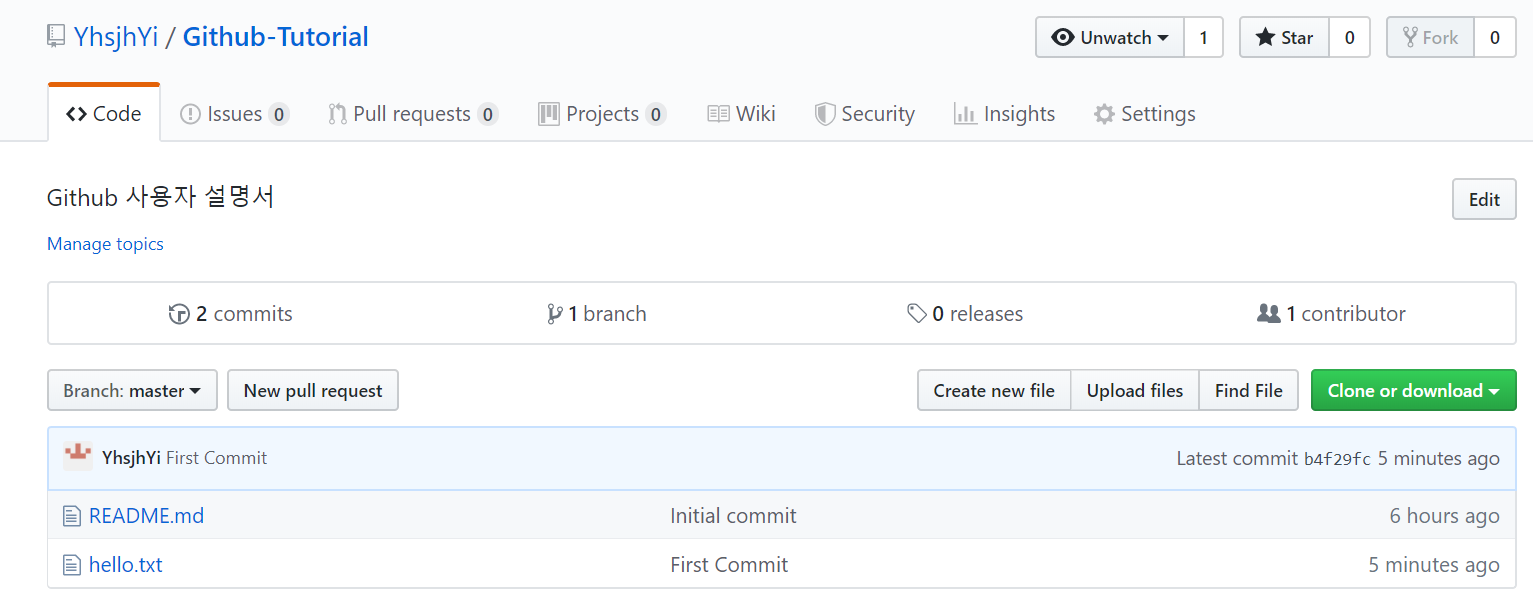 YhsjhYi / Github-Tutorial
Unwatch 1 Star 0 Fork 0
Code Issues 0 Pull requests 0 Projects 0 Wiki Security Insights Settings
Github 사용자 설명서
Edit
Manage topics
2 commits 1 branch 0 releases 1 contributor
Branch: master New pull request Create new file Upload files Find File Clone or download
YhsjhYi First Commit Latest commit b4f29fc 5 minutes ago
README.md Initial commit 6 hours ago
hello.txt First Commit 5 minutes ago